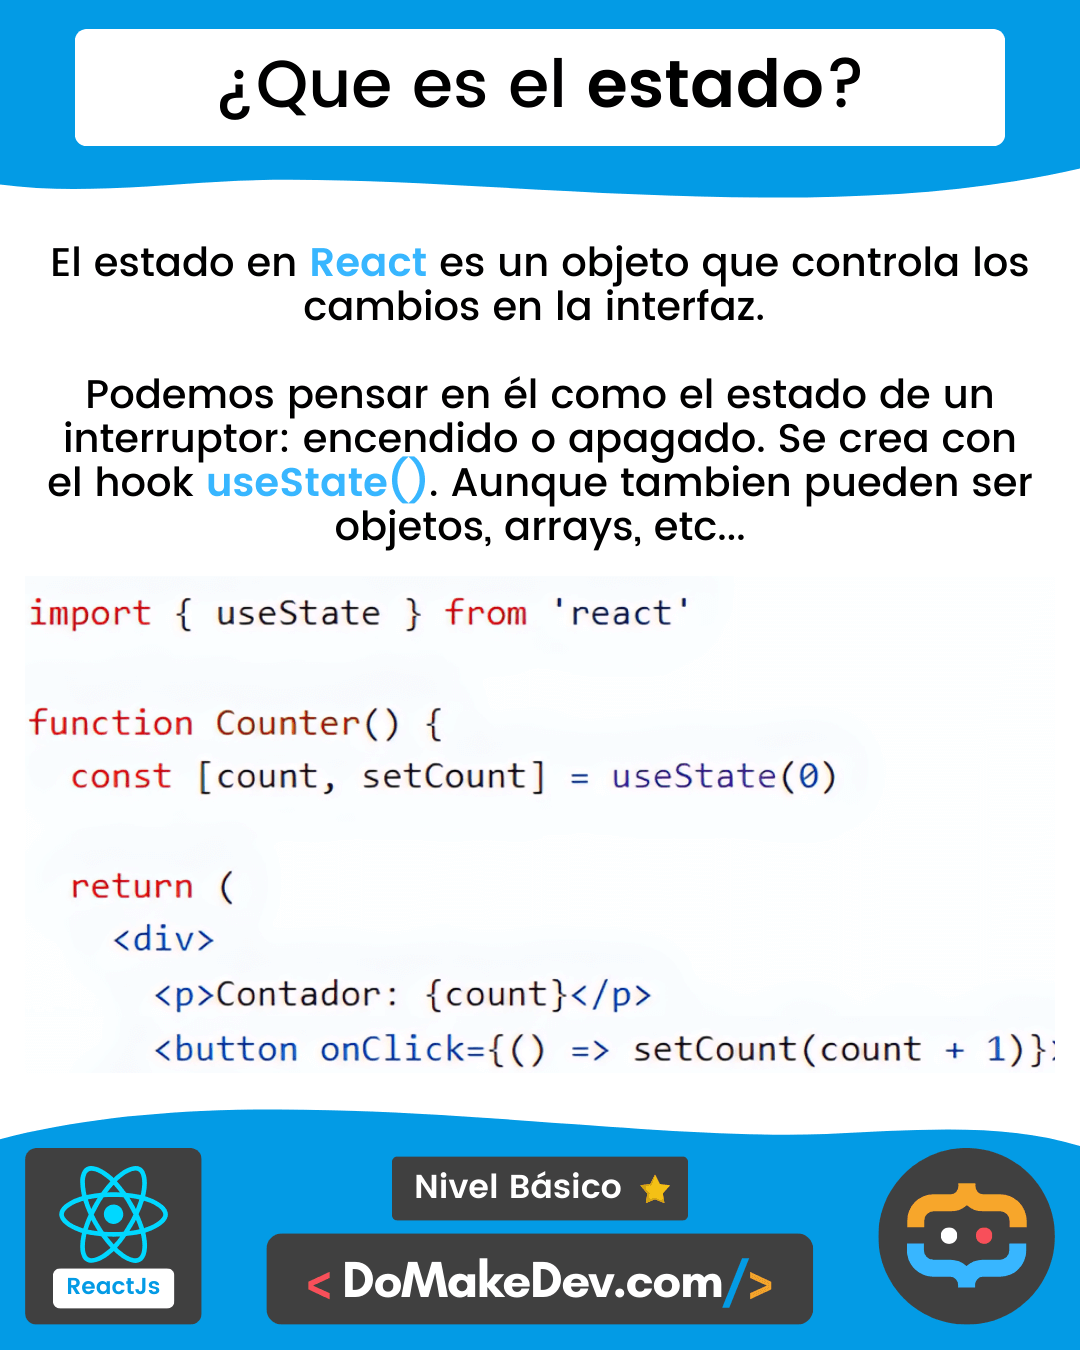 ¿Que es el estado?
El estado en React es un objeto que controla los
cambios en la interfaz.
Podemos pensar en él como el estado de un
interruptor: encendido o apagado. Se crea con
el hook useState(). Aunque tambien pueden ser
objetos, arrays, etc...
import { useState } from 'react'
function Counter() {
  const [count, setCount] = useState(0)
  return (
    <div>
      <p>Contador: {count}</p>
      <button onClick={() => setCount(count + 1)}>
Nivel Básico
ReactJs
< DoMakeDev.com/>